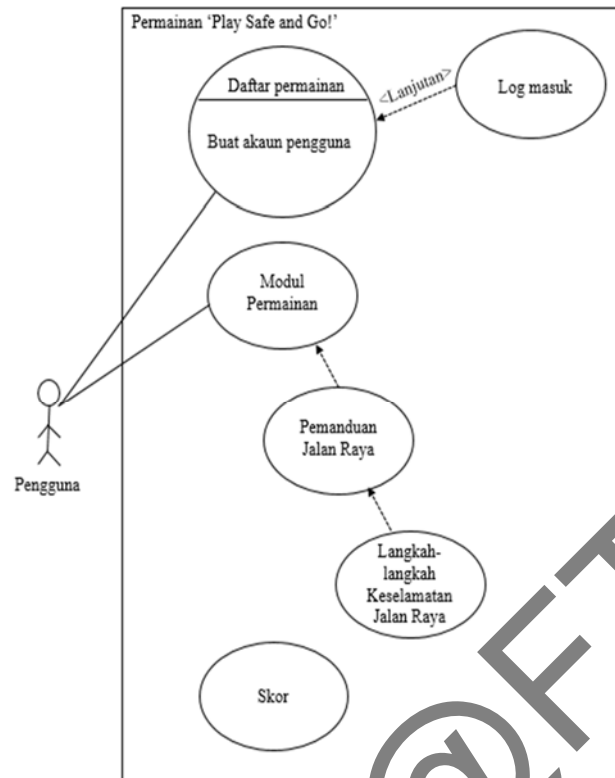 Permainan ‘Play Safe and Go!’
Daftar permainan
Buat akaun pengguna
<Lanjutan>
Log masuk
Modul
Permainan
Pemanduan
Jalan Raya
Pengguna
Langkah-
langkah
Keselamatan
Jalan Raya
Skor
@FT